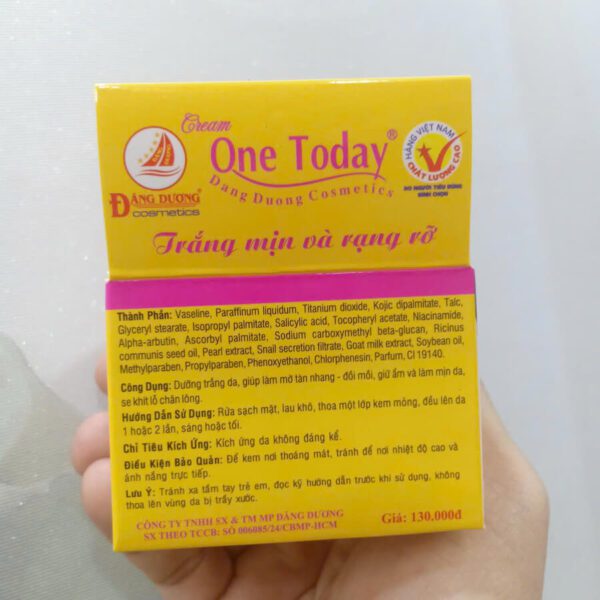 Cream
One Today®
Dang Duong Cosmetics
ĐĂNG DƯƠNG®
cosmetics
HÀNG VIỆT NAM
CHẤT LƯỢNG CAO
DO NGƯỜI TIÊU DÙNG
BÌNH CHỌN
Trắng mịn và rạng rỡ
Thành Phần: Vaseline, Paraffinum liquidum, Titanium dioxide, Kojic dipalmitate, Talc,
Glyceryl stearate, Isopropyl palmitate, Salicylic acid, Tocopheryl acetate, Niacinamide,
Alpha-arbutin, Ascorbyl palmitate, Sodium carboxymethyl beta-glucan, Ricinus
communis seed oil, Pearl extract, Snail secretion filtrate, Goat milk extract, Soybean oil,
Methylparaben, Propylparaben, Phenoxyethanol, Chlorphenesin, Parfum, CI 19140.
Công Dụng: Dưỡng trắng da, giúp làm mờ tàn nhang - đồi mồi, giữ ẩm và làm mịn da,
se khít lỗ chân lông.
Hướng Dẫn Sử Dụng: Rửa sạch mặt, lau khô, thoa một lớp kem mỏng, đều lên da
1 hoặc 2 lần, sáng hoặc tối.
Chỉ Tiêu Kích Ứng: Kích ứng da không đáng kể.
Điều Kiện Bảo Quản: Để kem nơi thoáng mát, tránh để nơi nhiệt độ cao và
ánh nắng trực tiếp.
Lưu Ý: Tránh xa tầm tay trẻ em, đọc kỹ hướng dẫn trước khi sử dụng, không
thoa lên vùng da bị trầy xước.
CÔNG TY TNHH SX & TM MP ĐĂNG DƯƠNG
SX THEO TCCB: SỐ 006085/24/CBMP-HCM
Giá: 130.000đ